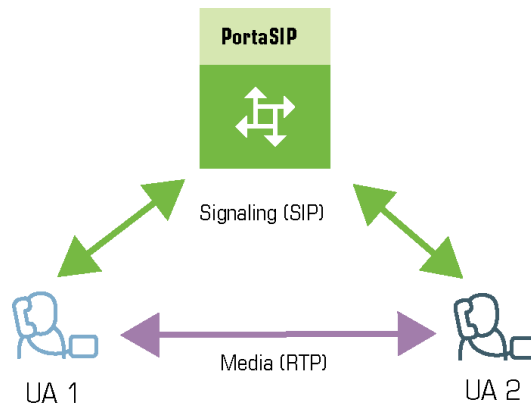 PortaSIP
Signaling (SIP)
Media (RTP)
UA 1
UA 2